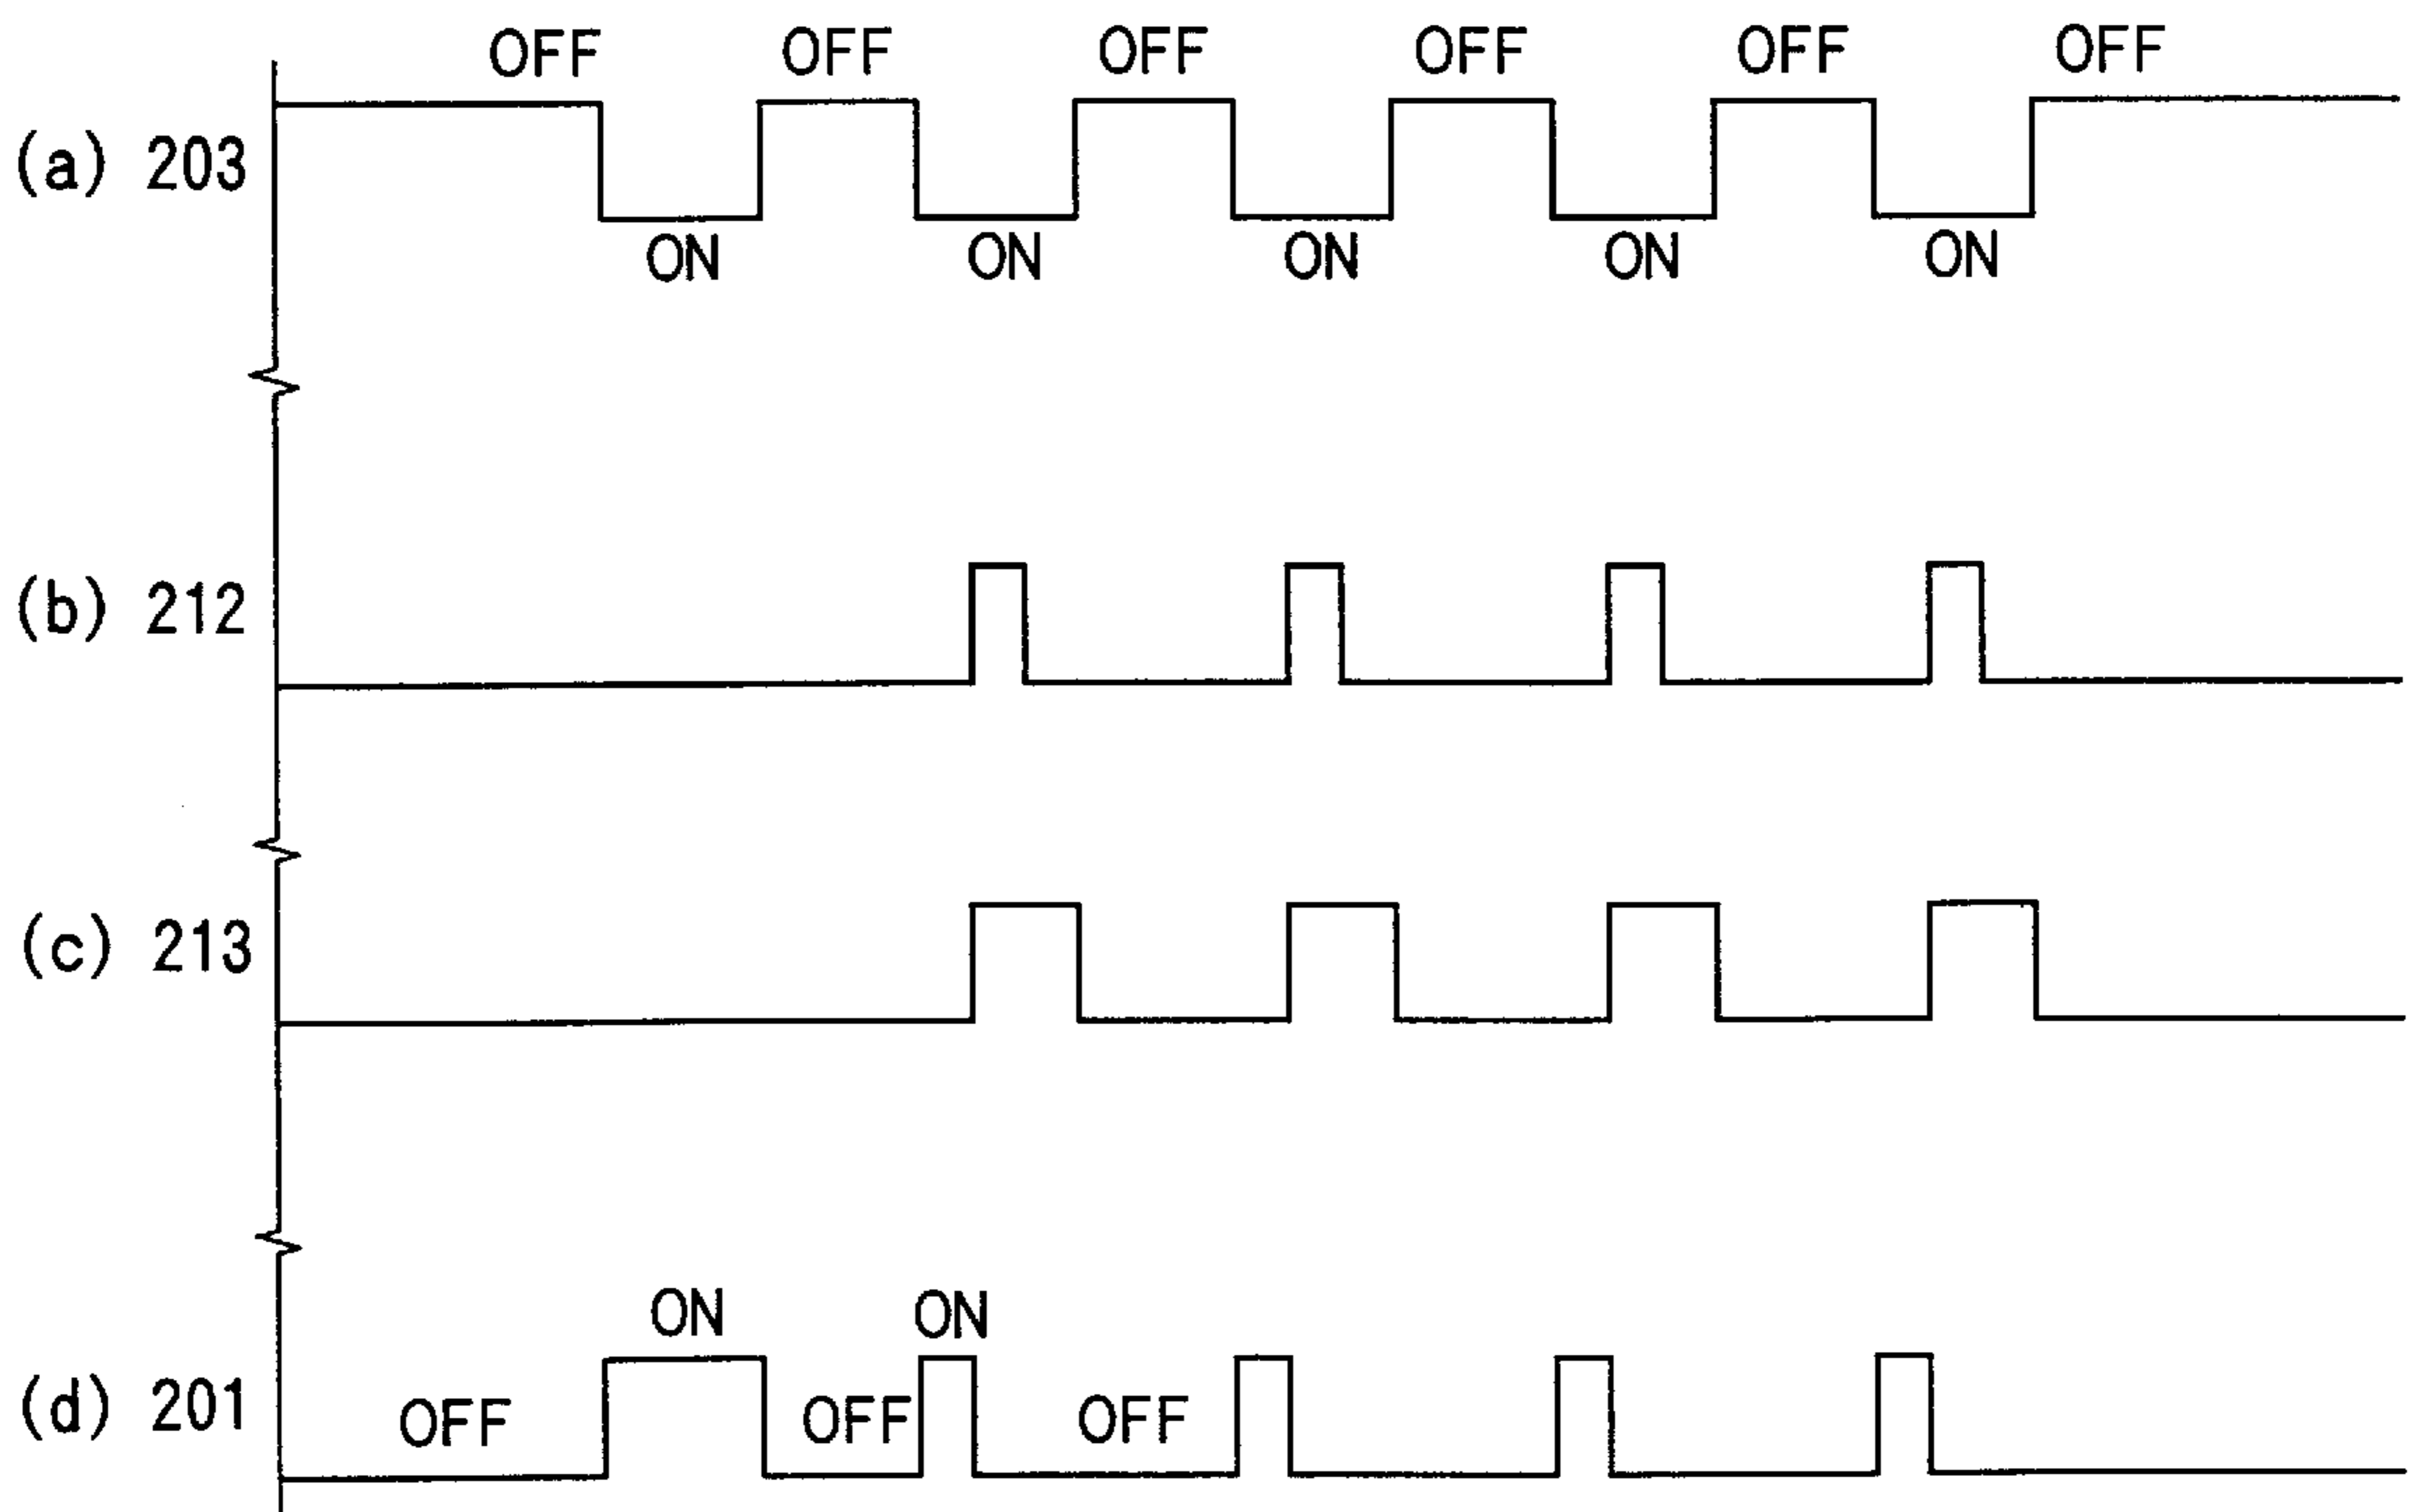 OFF OFF OFF OFF OFF OFF
(a) 203
ON ON ON ON ON
(b) 212
(c) 213
ON ON
(d) 201
OFF OFF OFF